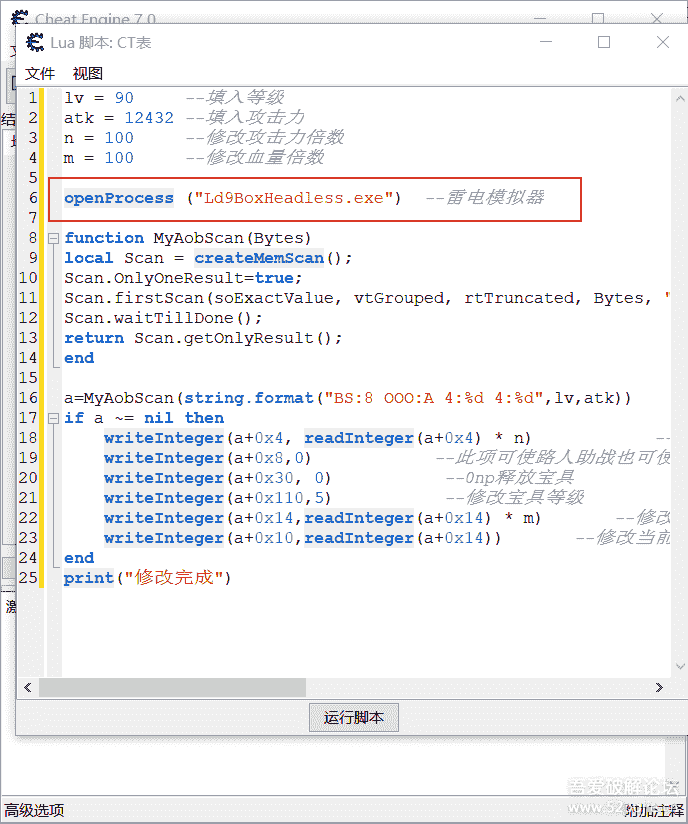 Cheat Engine 7.0
Lua 脚本: CT表
文件 视图
1 lv = 90 --填入等级
2 atk = 12432 --填入攻击力
3 n = 100 --修改攻击力倍数
4 m = 100 --修改血量倍数
5
6 openProcess ("Ld9BoxHeadless.exe") --雷电模拟器
7
8 function MyAobScan(Bytes)
9 local Scan = createMemScan();
10 Scan.OnlyOneResult=true;
11 Scan.firstScan(soExactValue, vtGrouped, rtTruncated, Bytes, "
12 Scan.waitTillDone();
13 return Scan.getOnlyResult();
14 end
15
16 a=MyAobScan(string.format("BS:8 OOO:A 4:%d 4:%d",lv,atk))
17 if a ~= nil then
18 writeInteger(a+0x4, readInteger(a+0x4) * n) --
19 writeInteger(a+0x8,0) --此项可使路人助战也可使
20 writeInteger(a+0x30, 0) --0np释放宝具
21 writeInteger(a+0x110,5) --修改宝具等级
22 writeInteger(a+0x14,readInteger(a+0x14) * m) --修改
23 writeInteger(a+0x10,readInteger(a+0x14)) --修改当前
24 end
25 print("修改完成")
运行脚本
高级选项
附加注释
吾爱破解论坛